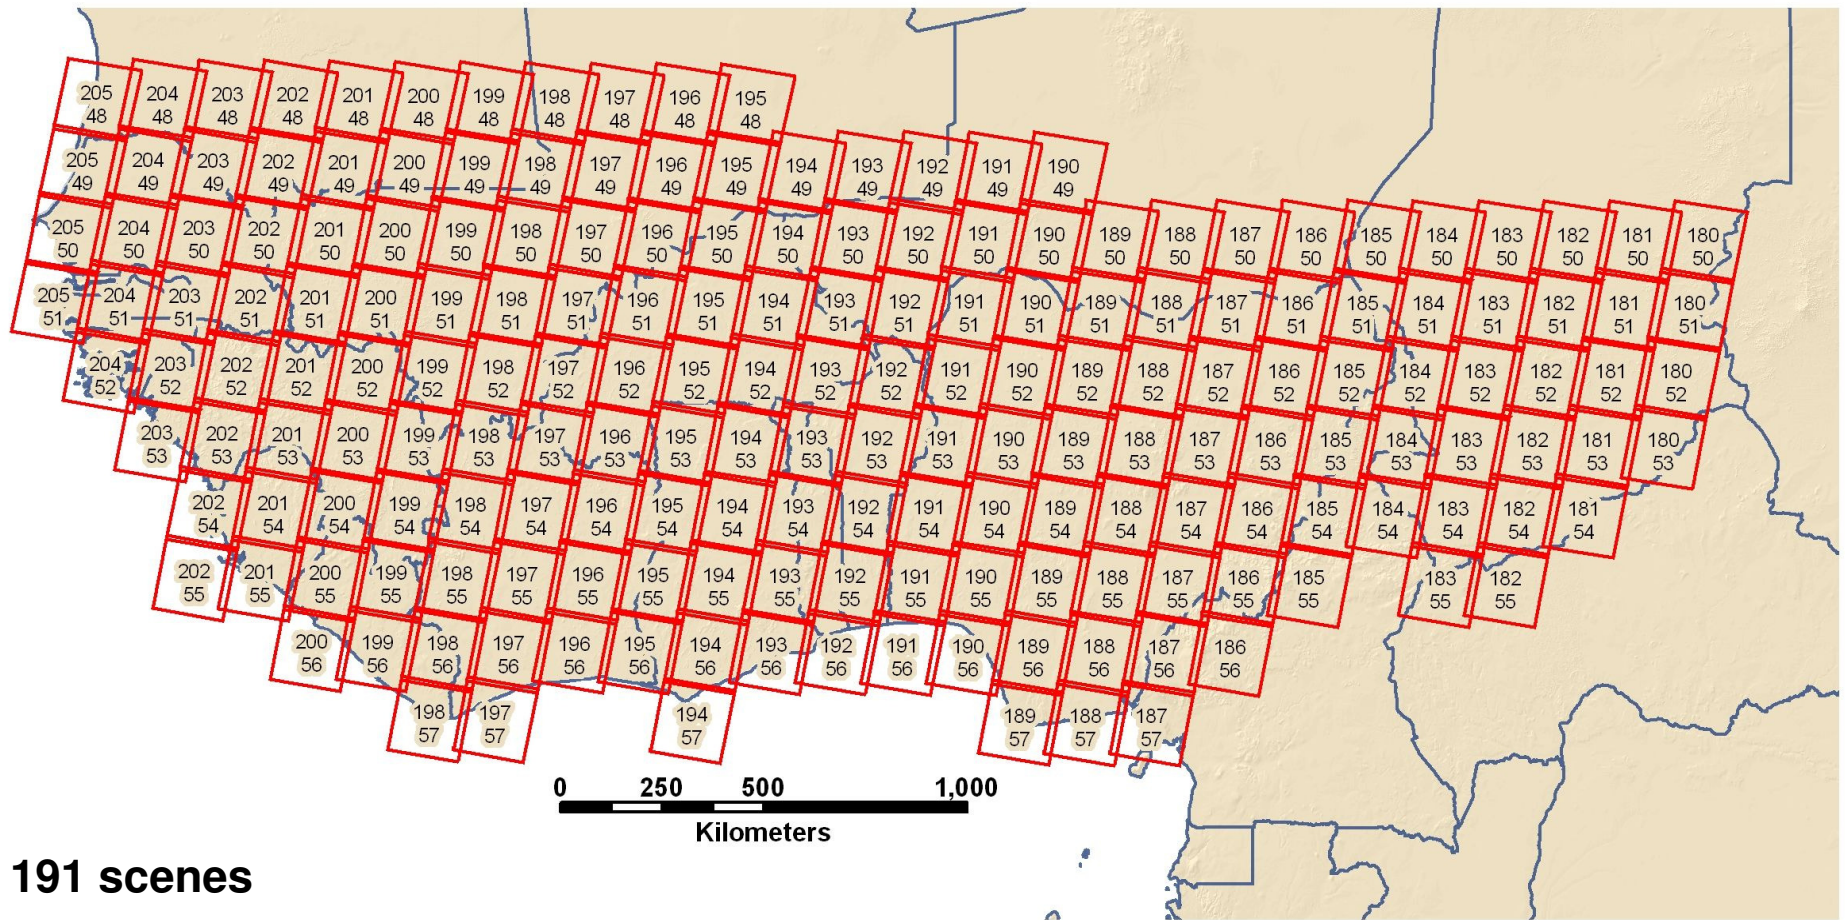 205 204 203 202 201 200 199 198 197 196 195
48 48 48 48 48 48 48 48 48 48 48
205 204 203 202 201 200 199 198 197 196 195 194 193 192 191 190
49 49 49 49 49 49 49 49 49 49 49 49 49 49 49 49
205 204 203 202 201 200 199 198 197 196 195 194 193 192 191 190 189 188 187 186 185 184 183 182 181 180
50 50 50 50 50 50 50 50 50 50 50 50 50 50 50 50 50 50 50 50 50 50 50 50 50 50
205 204 203 202 201 200 199 198 197 196 195 194 193 192 191 190 189 188 187 186 185 184 183 182 181 180
51 51 51 51 51 51 51 51 51 51 51 51 51 51 51 51 51 51 51 51 51 51 51 51 51 51
204 203 202 201 200 199 198 197 196 195 194 193 192 191 190 189 188 187 186 185 184 183 182 181 180
52 52 52 52 52 52 52 52 52 52 52 52 52 52 52 52 52 52 52 52 52 52 52 52 52
203 202 201 200 199 198 197 196 195 194 193 192 191 190 189 188 187 186 185 184 183 182 181 180
53 53 53 53 53 53 53 53 53 53 53 53 53 53 53 53 53 53 53 53 53 53 53 53
202 201 200 199 198 197 196 195 194 193 192 191 190 189 188 187 186 185 184 183 182 181
54 54 54 54 54 54 54 54 54 54 54 54 54 54 54 54 54 54 54 54 54 54
202 201 200 199 198 197 196 195 194 193 192 191 190 189 188 187 186 185 183 182
55 55 55 55 55 55 55 55 55 55 55 55 55 55 55 55 55 55 55 55
200 199 198 197 196 195 194 193 192 191 190 189 188 187 186
56 56 56 56 56 56 56 56 56 56 56 56 56 56 56
198 197 194 189 188 187
57 57 57 57 57 57
0 250 500 1,000
Kilometers
191 scenes